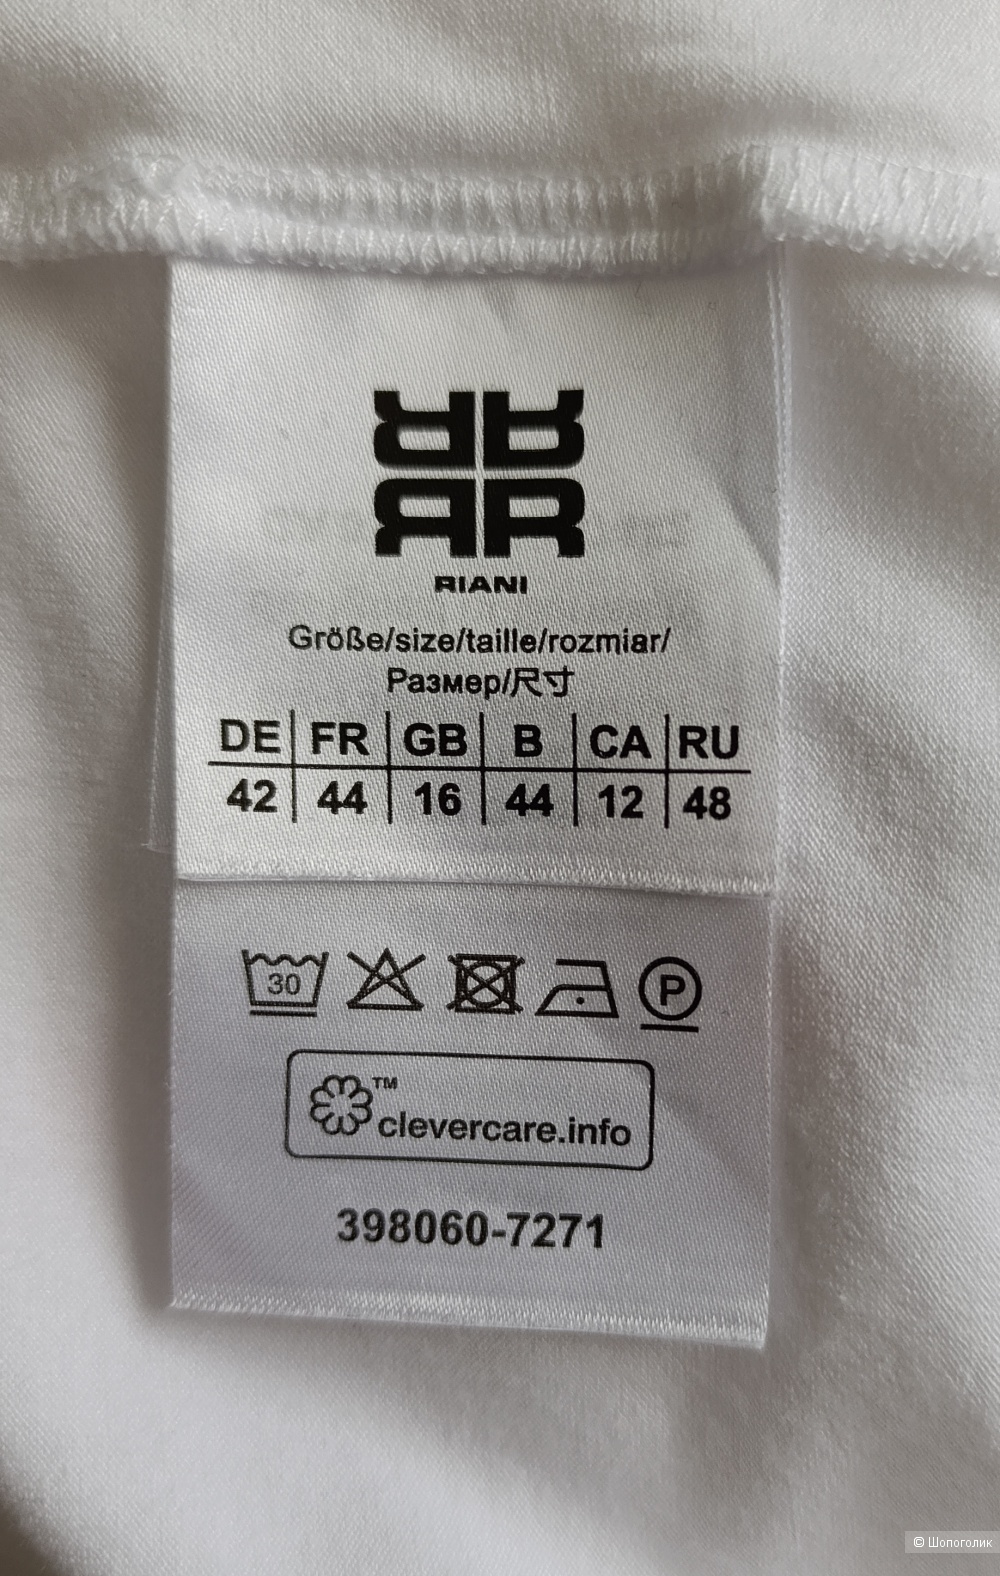 RIANI
Größe/size/taille/rozmiar/
Размер/尺寸
DE FR GB B CA RU
42 44 16 44 12 48
30 P
™ clevercare.info
398060-7271
© Шопоголик